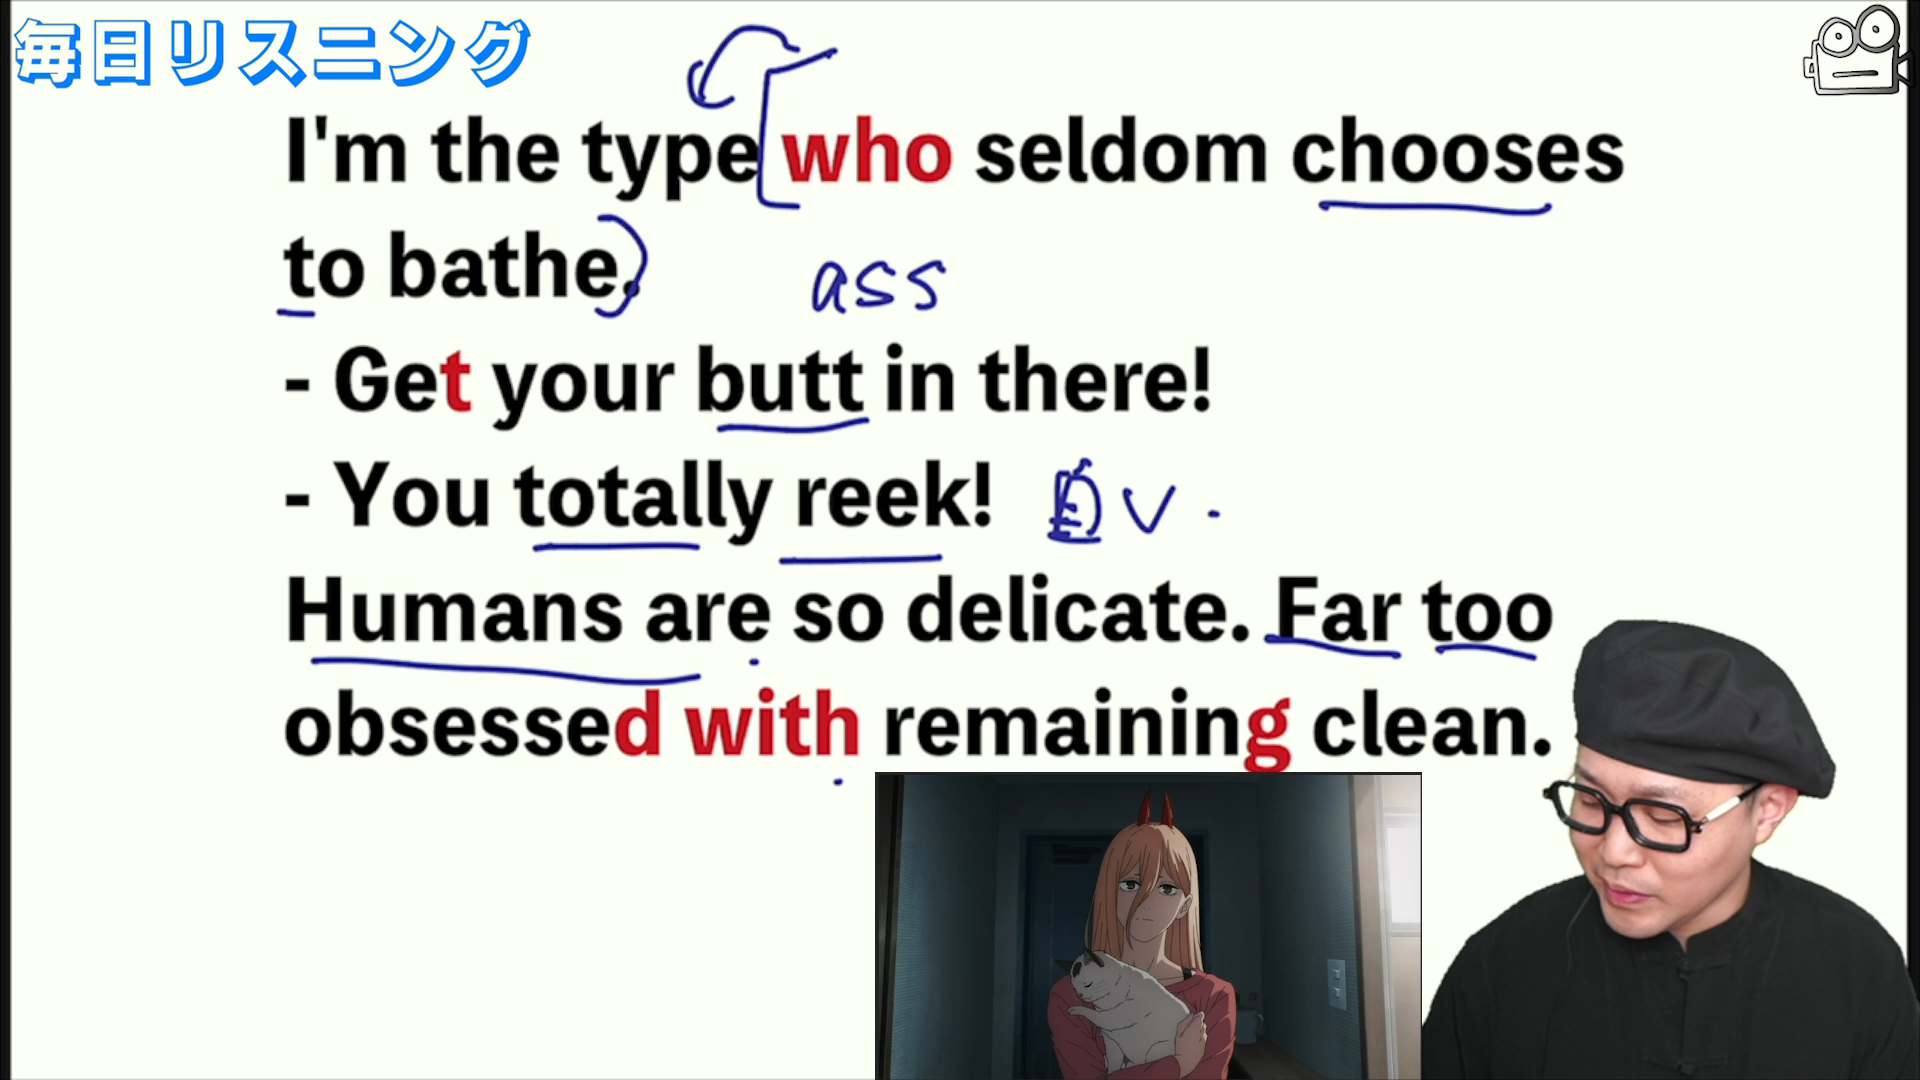 毎日リスニング
I'm the type who seldom chooses
to bathe.
ass
- Get your butt in there!
- You totally reek!
Humans are so delicate. Far too
obsessed with remaining clean.